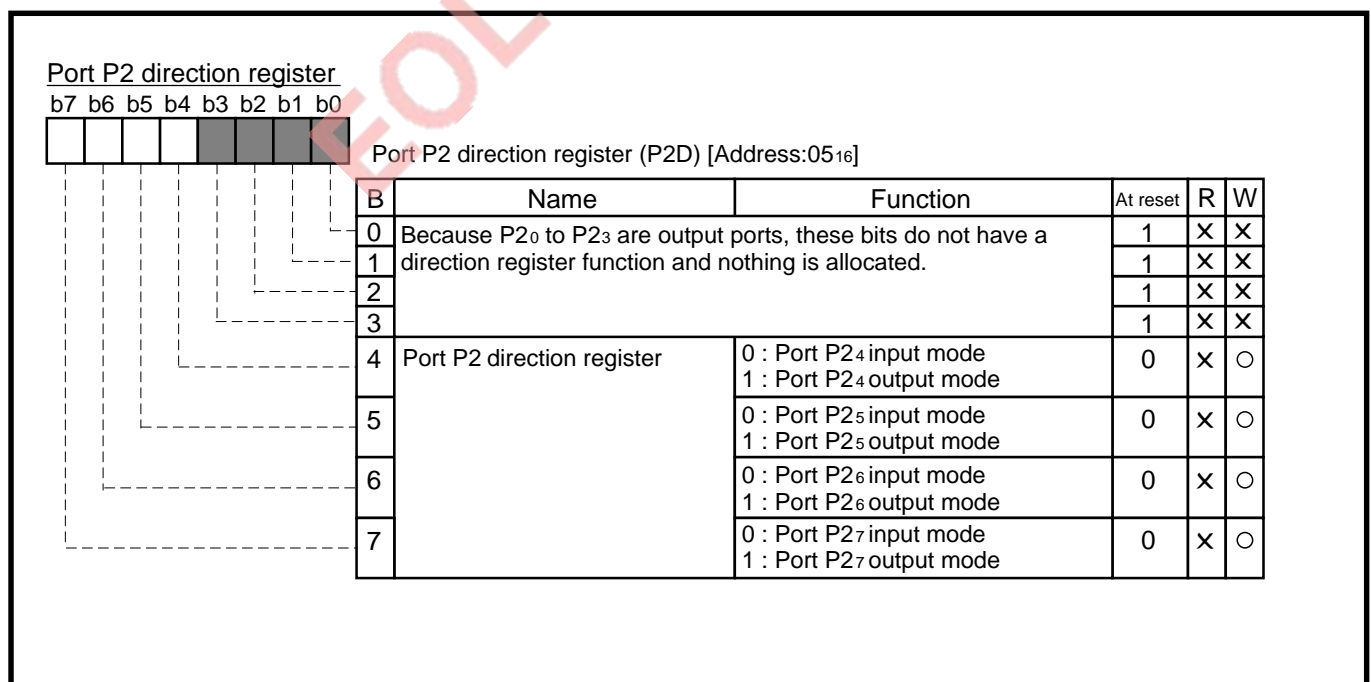 EOL
Port P2 direction register
b7 b6 b5 b4 b3 b2 b1 b0
Port P2 direction register (P2D) [Address:05₁₆]
B Name Function At reset R W
0 Because P2₀ to P2₃ are output ports, these bits do not have a 1 X X
1 direction register function and nothing is allocated. 1 X X
2 1 X X
3 1 X X
4 Port P2 direction register 0 : Port P2₄ input mode 0 X O
1 : Port P2₄ output mode
5 0 : Port P2₅ input mode 0 X O
1 : Port P2₅ output mode
6 0 : Port P2₆ input mode 0 X O
1 : Port P2₆ output mode
7 0 : Port P2₇ input mode 0 X O
1 : Port P2₇ output mode